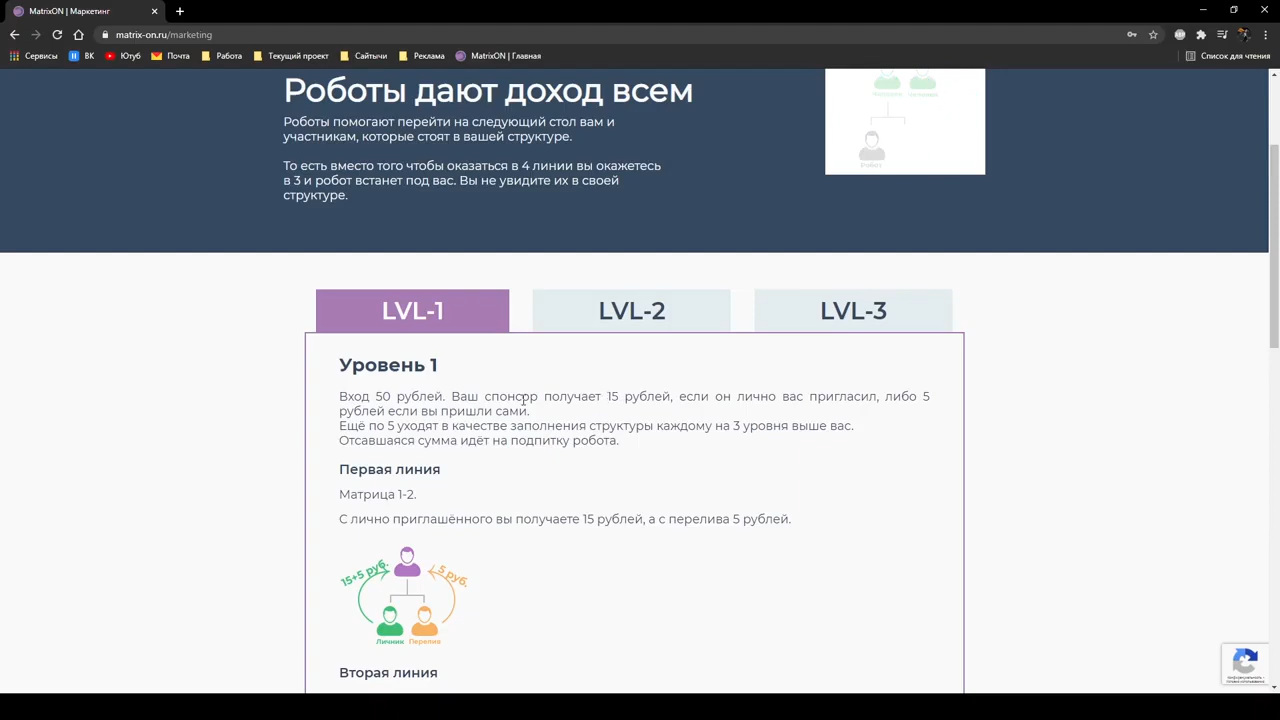 MatrixON | Маркетинг
matrix-on.ru/marketing
Сервисы ВК Ютуб Почта Работа Текущий проект Сайтычи Реклама MatrixON | Главная Список для чтения
Роботы дают доход всем
Роботы помогают перейти на следующий стол вам и
участникам, которые стоят в вашей структуре.
То есть вместо того чтобы оказаться в 4 линии вы окажетесь
в 3 и робот встанет под вас. Вы не увидите их в своей
структуре.
LVL-1 LVL-2 LVL-3
Уровень 1
Вход 50 рублей. Ваш спонсор получает 15 рублей, если он лично вас пригласил, либо 5
рублей если вы пришли сами.
Ещё по 5 уходят в качестве заполнения структуры каждому на 3 уровня выше вас.
Отсавшаяся сумма идёт на подпитку робота.
Первая линия
Матрица 1-2.
С лично приглашённого вы получаете 15 рублей, а с перелива 5 рублей.
15+5 руб. 5 руб.
Личник Перелив
Вторая линия